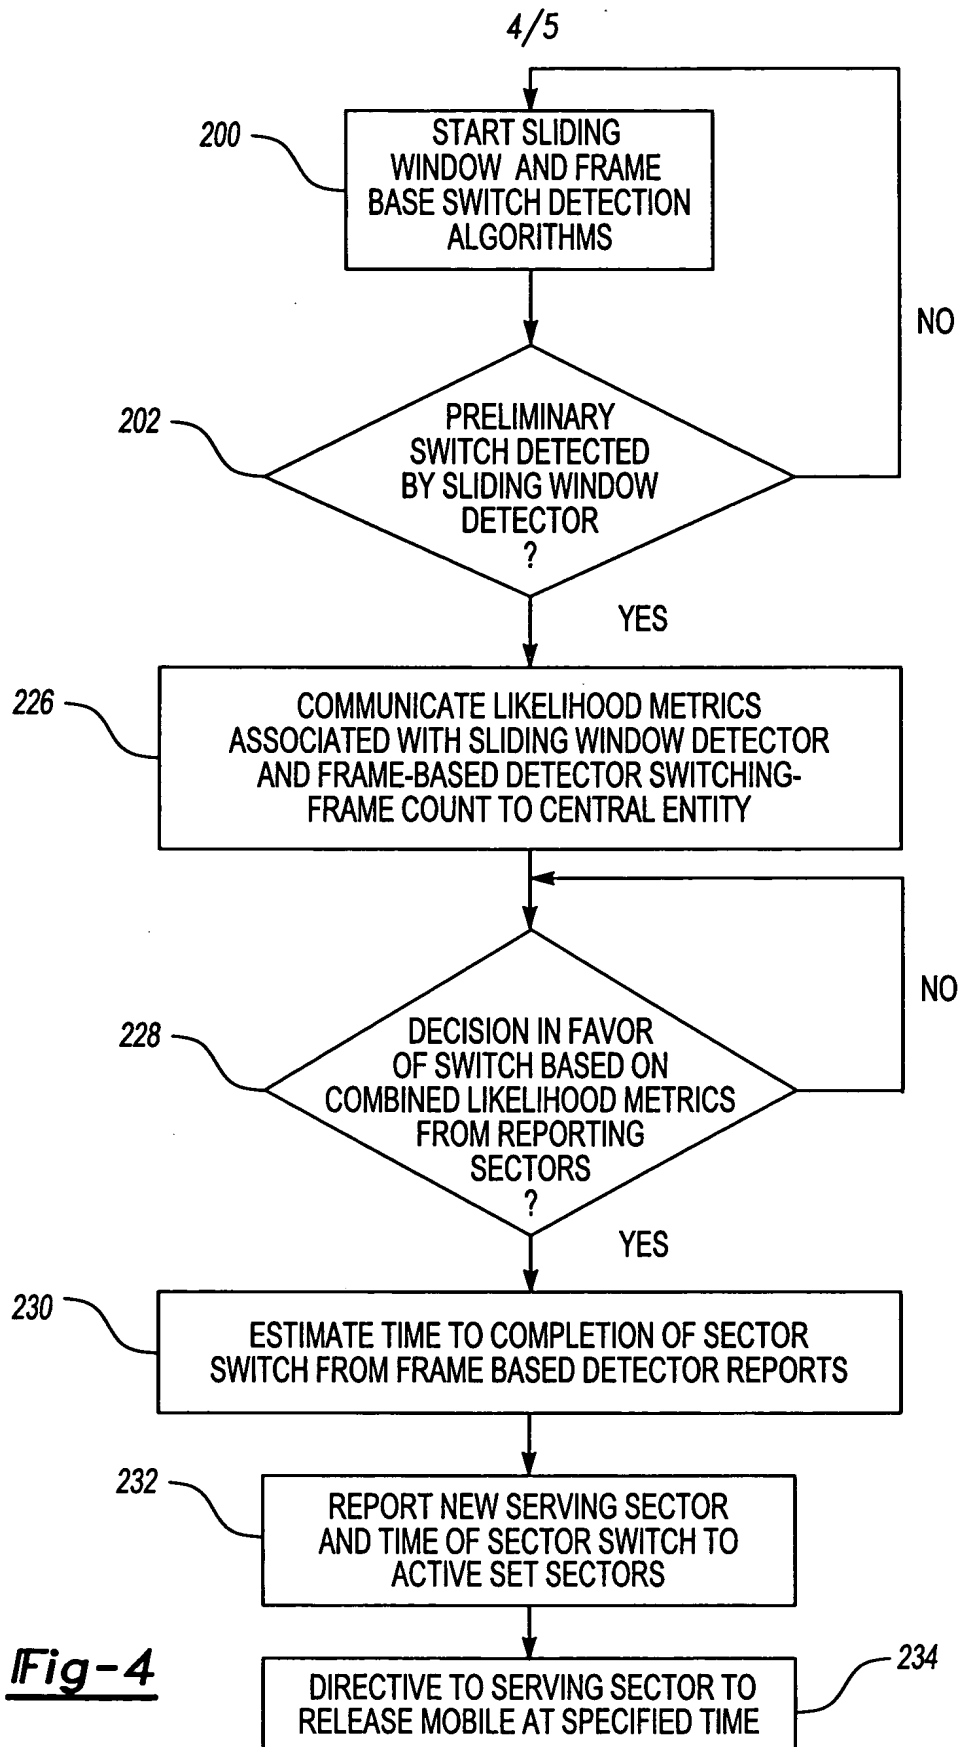 4/5
200
START SLIDING
WINDOW AND FRAME
BASE SWITCH DETECTION
ALGORITHMS
NO
202
PRELIMINARY
SWITCH DETECTED
BY SLIDING WINDOW
DETECTOR
?
YES
226
COMMUNICATE LIKELIHOOD METRICS
ASSOCIATED WITH SLIDING WINDOW DETECTOR
AND FRAME-BASED DETECTOR SWITCHING-
FRAME COUNT TO CENTRAL ENTITY
NO
228
DECISION IN FAVOR
OF SWITCH BASED ON
COMBINED LIKELIHOOD METRICS
FROM REPORTING
SECTORS
?
YES
230
ESTIMATE TIME TO COMPLETION OF SECTOR
SWITCH FROM FRAME BASED DETECTOR REPORTS
232
REPORT NEW SERVING SECTOR
AND TIME OF SECTOR SWITCH TO
ACTIVE SET SECTORS
Fig-4
234
DIRECTIVE TO SERVING SECTOR TO
RELEASE MOBILE AT SPECIFIED TIME